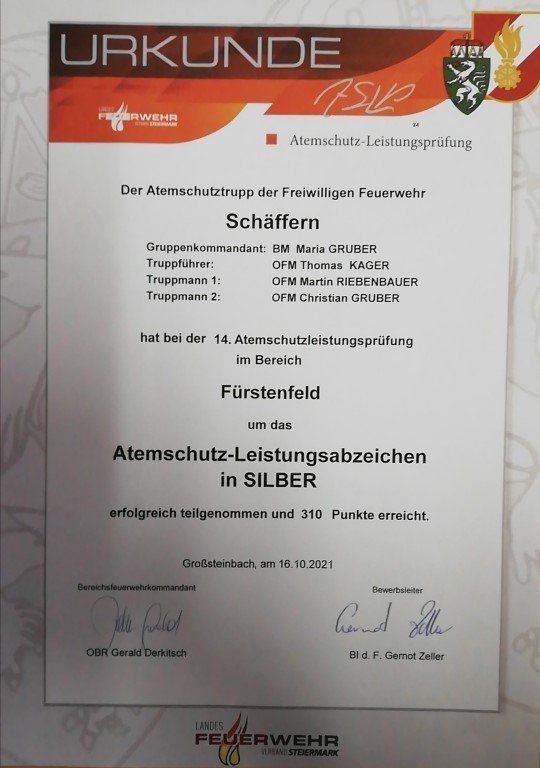 URKUNDE
LANDES
FEUERWEHR
VERBAND STEIERMARK
Atemschutz-Leistungsprüfung
Der Atemschutztrupp der Freiwilligen Feuerwehr
Schäffern
Gruppenkommandant: BM Maria GRUBER
Truppführer: OFM Thomas KAGER
Truppmann 1: OFM Martin RIEBENBAUER
Truppmann 2: OFM Christian GRUBER
hat bei der 14. Atemschutzleistungsprüfung
im Bereich
Fürstenfeld
um das
Atemschutz-Leistungsabzeichen
in SILBER
erfolgreich teilgenommen und 310 Punkte erreicht.
Großsteinbach, am 16.10.2021
Bereichsfeuerwehrkommandant Bewerbsleiter
Gernot Zeller
OBR Gerald Derkitsch BI d. F. Gernot Zeller
LANDES
FEUERWEHR
VERBAND STEIERMARK